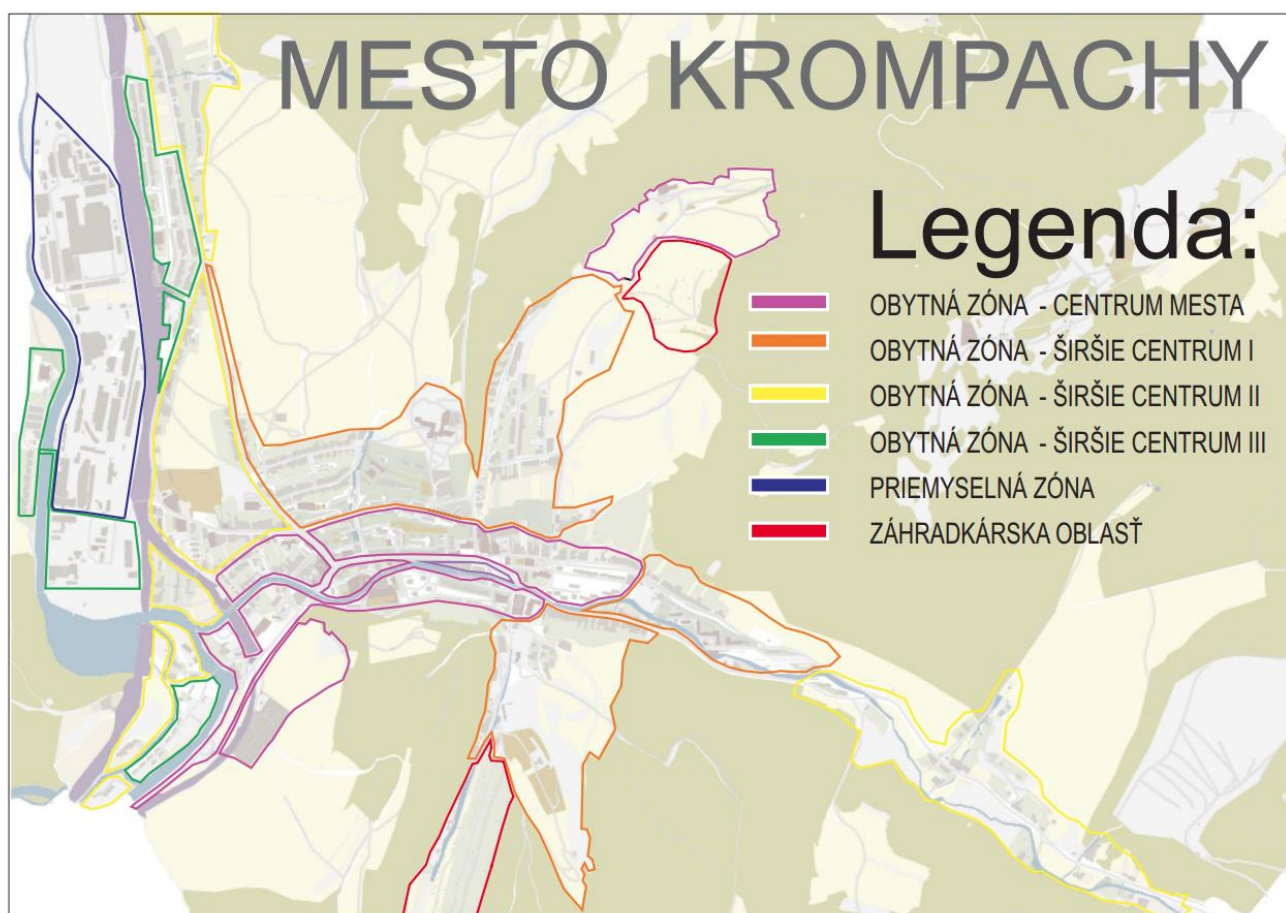 MESTO KROMPACHY
Legenda:
OBYTNÁ ZÓNA - CENTRUM MESTA
OBYTNÁ ZÓNA - ŠIRŠIE CENTRUM I
OBYTNÁ ZÓNA - ŠIRŠIE CENTRUM II
OBYTNÁ ZÓNA - ŠIRŠIE CENTRUM III
PRIEMYSELNÁ ZÓNA
ZÁHRADKÁRSKA OBLASŤ